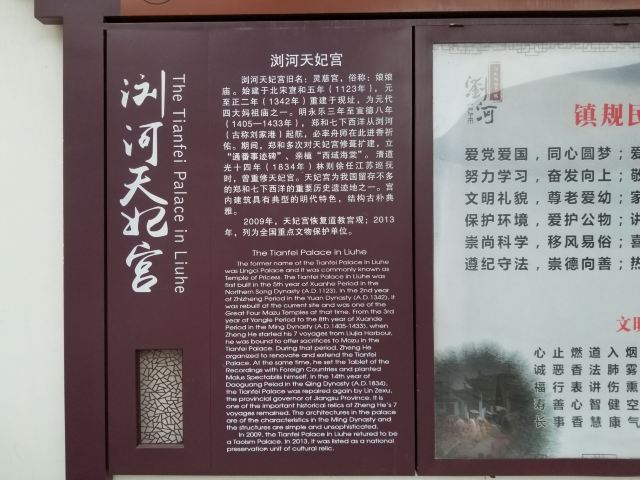 浏河天妃宫
The Tianfei Palace in Liuhe
浏河天妃宫
浏河天妃宫旧名：灵慈宫，俗称：娘娘
庙。始建于北宋宣和五年（1123年），元
至正二年（1342年）重建于现址，为元代
四大妈祖庙之一。明永乐三年至宣德八年
（1405—1433年），郑和七下西洋从浏河
（古称刘家港）起航，必率舟师在此进香祈
佑。期间，郑和多次对天妃宫修葺扩建，立
“通番事迹碑”、亲植“西域海棠”。清道光
光十四年（1834年）林则徐任江苏巡抚
时，曾重修天妃宫。天妃宫为我国留存不多
的郑和七下西洋的重要历史遗迹地之一。宫
内建筑具有典型的明代特色，结构古朴典
雅。
2009年，天妃宫恢复道教宫观；2013
年，列为全国重点文物保护单位。
The Tianfei Palace in Liuhe
The former name of the Tianfei Palace in Liuhe
was Lingci Palace and it was commonly known as
Temple of Pricess. The Tianfei Palace in Liuhe was
first built in the 5th year of Xuanhe Period in the
Northern Song Dynasty (A.D.1123). In the 2nd year
of Zhizheng Period in the Yuan Dynasty (A.D.1342), it
was rebuilt at the current site and was one of the
Great Four Mazu Temples at that time. From the 3rd
year of Yongle Period to the 8th year of Xuande
Period in the Ming Dynasty (A.D.1405-1433), when
Zheng He started his 7 voyages from Liujia Harbour,
he was bound to offer sacrifices to Mazu in the
Tianfei Palace. During that period, Zheng He
organized to renovate and extend the Tianfei
Palace. At the same time, he set the Tablet of the
Recordings with Foreign Countries and planted
Malus Spectabilis himself. In the 14th year of
Daoguang Period in the Qing Dynasty (A.D.1834),
the Tianfei Palace was repaired again by Lin Zexu,
the provincial governor of Jiangsu Province. It is
one of the important historical relics of Zheng He's 7
voyages remained. The architectures in the palace
are of the characteristics in the Ming Dynasty and
the structures are simple and unsophisticated.
In 2009, the Tianfei Palace in Liuhe retured to be
a Taoism Palace. In 2013, it was listed as a national
preservation unit of cultural relic.
浏河
镇规民
爱党爱国，同心圆梦；爱
努力学习，奋发向上；敬
文明礼貌，尊老爱幼；家
保护环境，爱护公物；讲
崇尚科学，移风易俗；喜
遵纪守法，崇德向善；热
文明
心止燃道入烟
诚恶香法肺雾
福行表讲伤熏
寿善心智健空
长事香慧康气